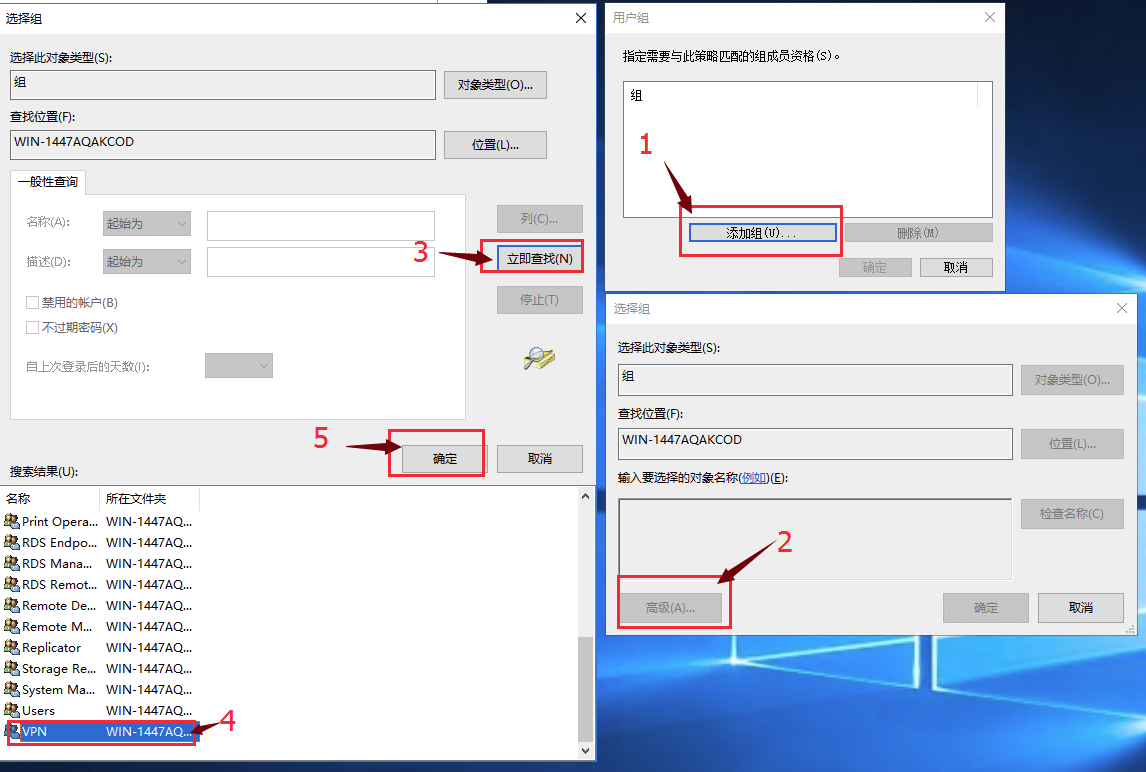 选择组
选择此对象类型(S):
组
对象类型(O)...
查找位置(F):
WIN-1447AQAKCOD
位置(L)...
一般性查询
名称(A):
起始为
列(C)...
描述(D):
起始为
3
立即查找(N)
禁用的帐户(B)
停止(T)
不过期密码(X)
自上次登录后的天数(I):
5
确定
取消
搜索结果(U):
名称
所在文件夹
Print Opera... WIN-1447AQ...
RDS Endpo... WIN-1447AQ...
RDS Mana... WIN-1447AQ...
RDS Remot... WIN-1447AQ...
Remote De... WIN-1447AQ...
Remote M... WIN-1447AQ...
Replicator WIN-1447AQ...
Storage Re... WIN-1447AQ...
System Ma... WIN-1447AQ...
Users WIN-1447AQ...
VPN WIN-1447AQ...
4
用户组
指定需要与此策略匹配的组成员资格(S)。
组
1
添加组(U)...
删除(M)
确定
取消
选择组
选择此对象类型(S):
组
对象类型(O)...
查找位置(F):
WIN-1447AQAKCOD
位置(L)...
输入要选择的对象名称(例如)(E):
检查名称(C)
2
高级(A)...
确定
取消